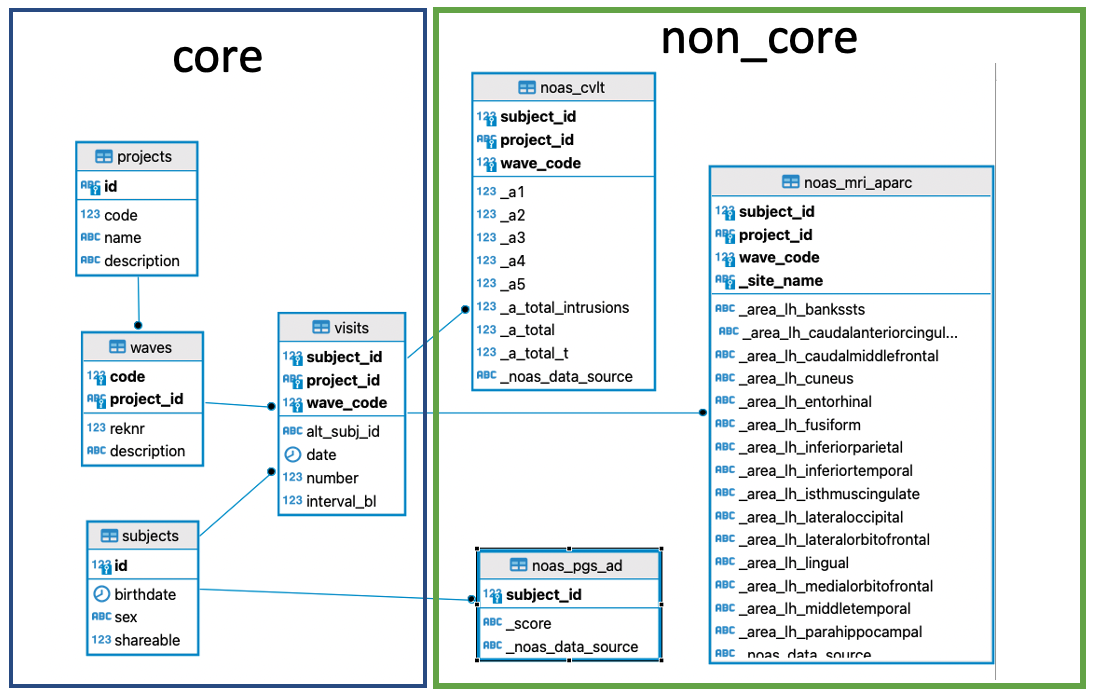 core
projects
ABC id
123 code
ABC name
ABC description
waves
123 code
ABC project_id
123 reknr
ABC description
subjects
123 id
birthdate
ABC sex
123 shareable
visits
123 subject_id
ABC project_id
123 wave_code
ABC alt_subj_id
date
123 number
123 interval_bl
non_core
noas_cvlt
123 subject_id
ABC project_id
123 wave_code
123 _a1
123 _a2
123 _a3
123 _a4
123 _a5
123 _a_total_intrusions
123 _a_total
123 _a_total_t
ABC _noas_data_source
noas_pgs_ad
123 subject_id
ABC _score
ABC _noas_data_source
noas_mri_aparc
123 subject_id
ABC project_id
123 wave_code
ABC _site_name
ABC _area_lh_bankssts
ABC _area_lh_caudalanteriorcingul...
ABC _area_lh_caudalmiddlefrontal
ABC _area_lh_cuneus
ABC _area_lh_entorhinal
ABC _area_lh_fusiform
ABC _area_lh_inferiorparietal
ABC _area_lh_inferiortemporal
ABC _area_lh_isthmuscingulate
ABC _area_lh_lateraloccipital
ABC _area_lh_lateralorbitofrontal
ABC _area_lh_lingual
ABC _area_lh_medialorbitofrontal
ABC _area_lh_middletemporal
ABC _area_lh_parahippocampal
ABC _noas_data_source